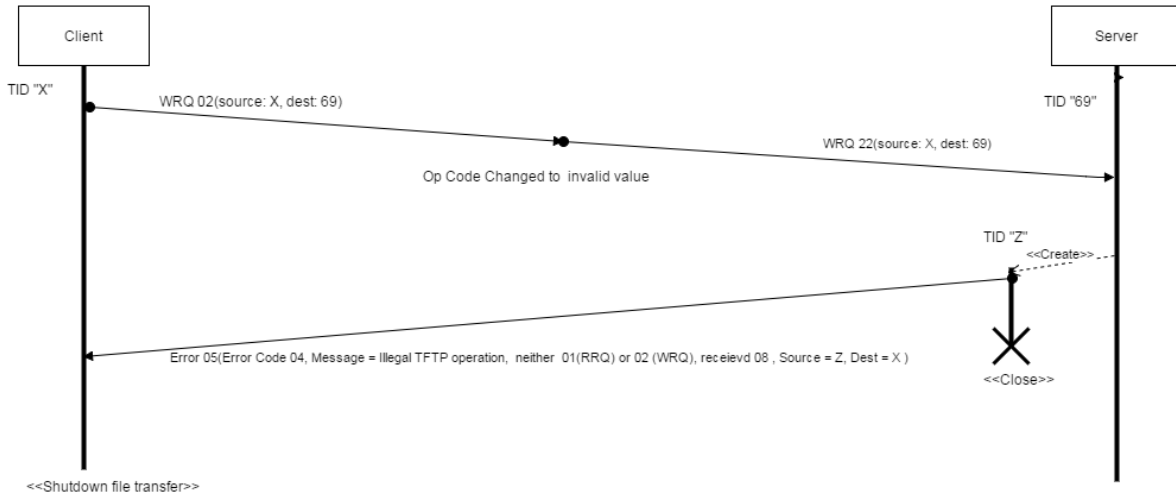 Client
Server
TID "X"
TID "69"
WRQ 02(source: X, dest: 69)
WRQ 22(source: X, dest: 69)
Op Code Changed to invalid value
TID "Z"
<<Create>>
Error 05(Error Code 04, Message = Illegal TFTP operation, neither 01(RRQ) or 02 (WRQ), receievd 08 , Source = Z, Dest = X )
<<Close>>
<<Shutdown file transfer>>